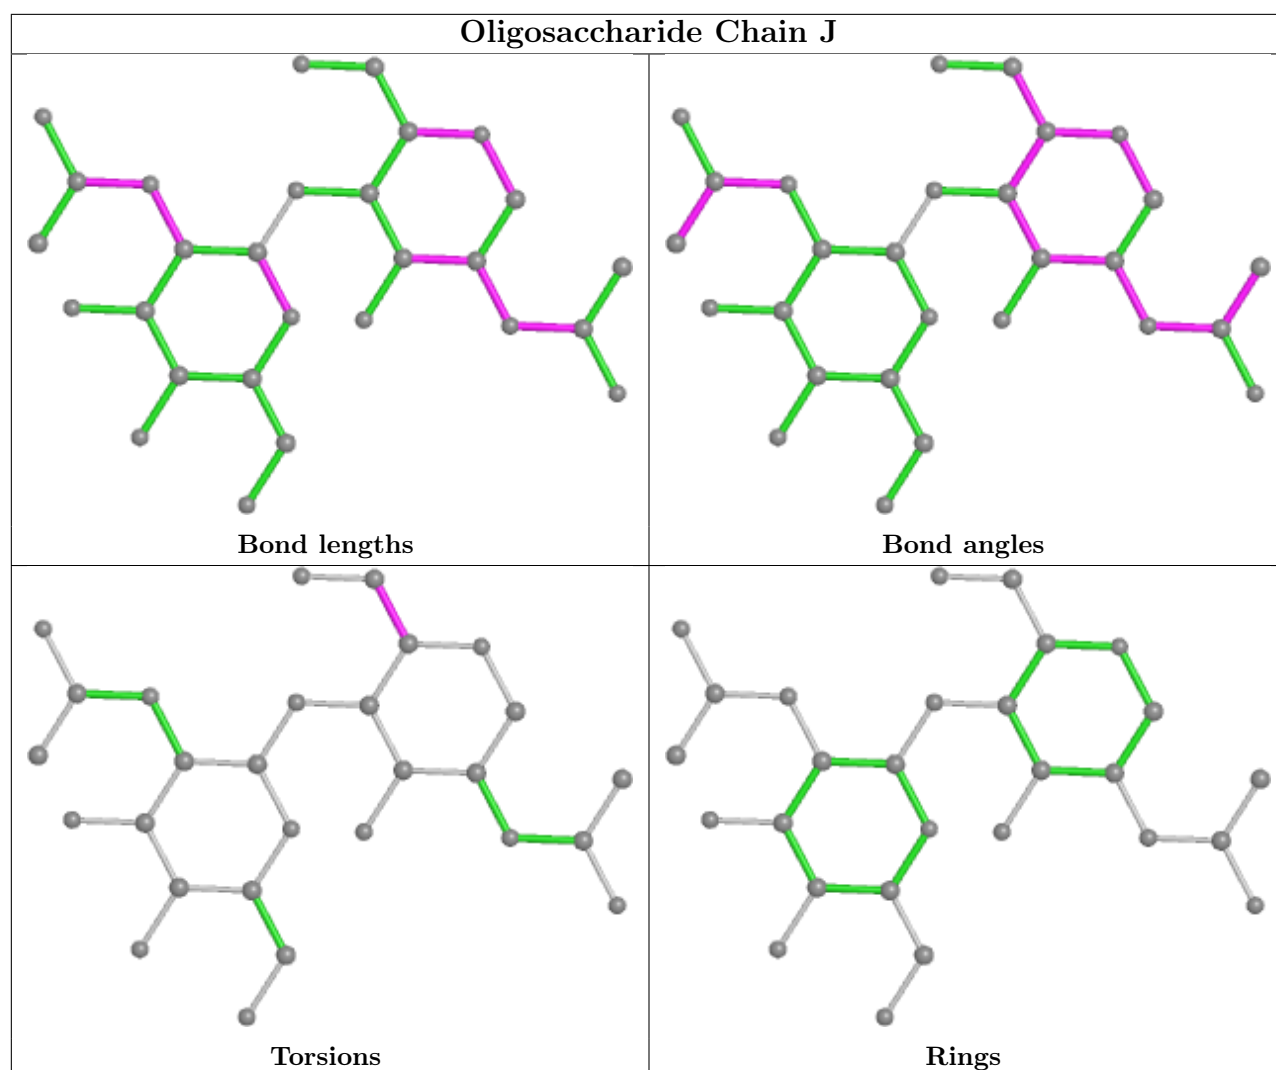 Oligosaccharide Chain J
Bond lengths
Bond angles
Torsions
Rings